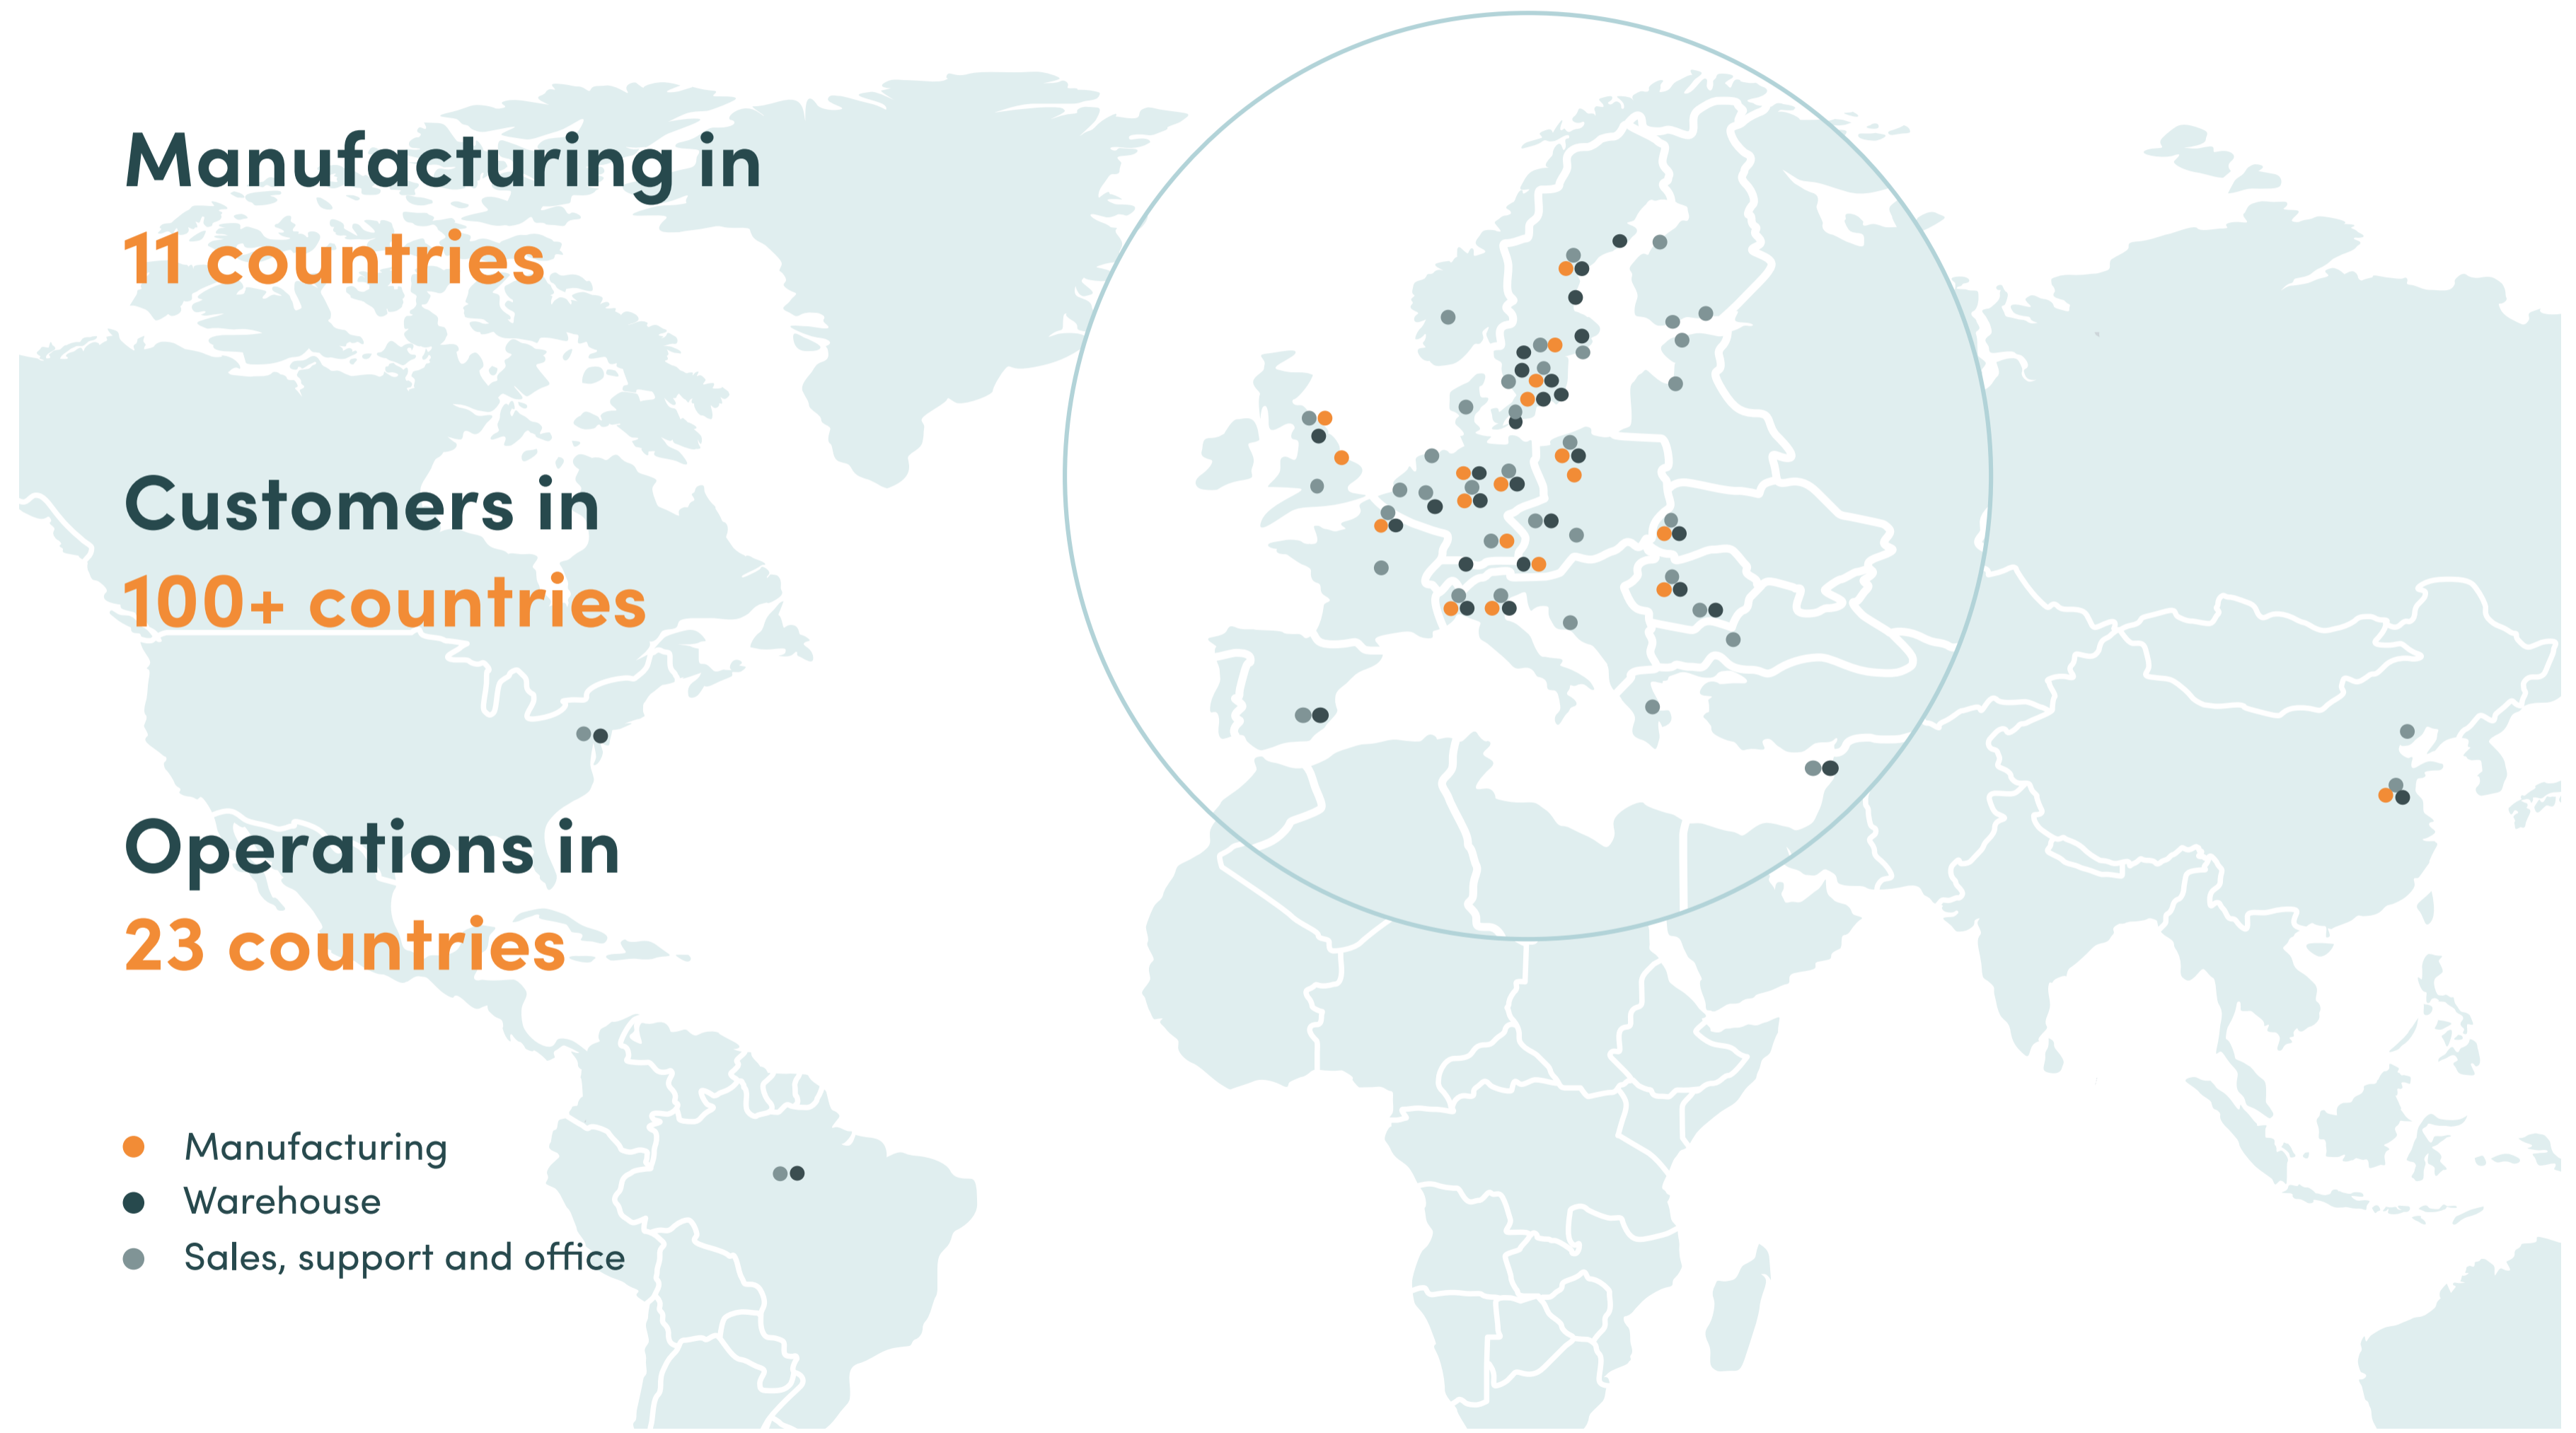 Manufacturing in
11 countries
Customers in
100+ countries
Operations in
23 countries
Manufacturing
Warehouse
Sales, support and office